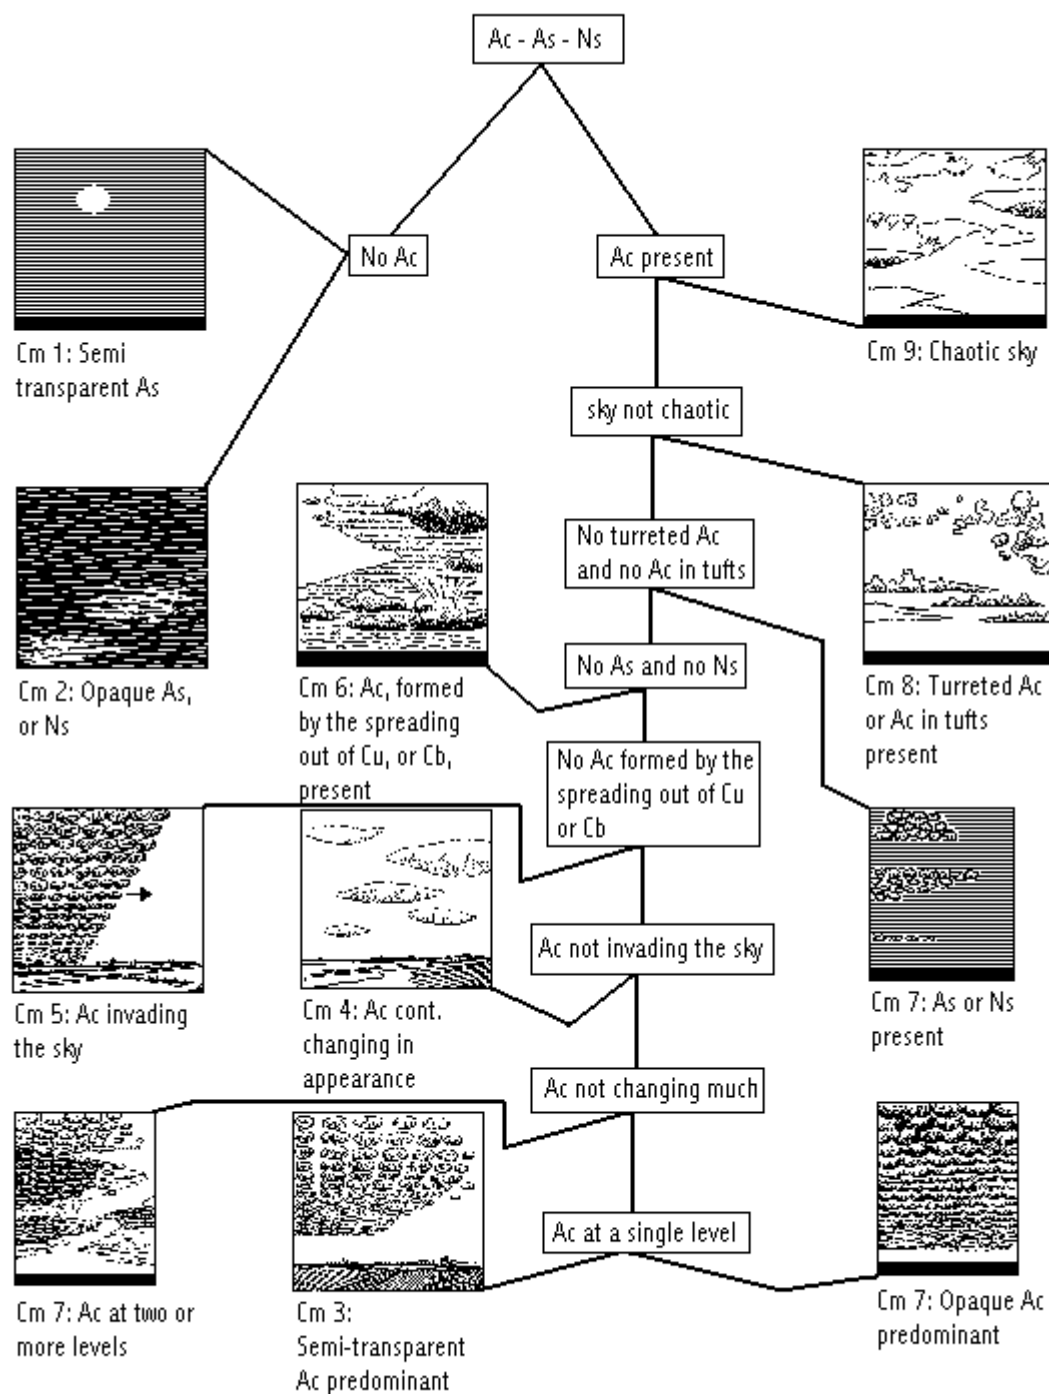 Ac - As - Ns
No Ac
Ac present
Cm 1: Semi
transparent As
Cm 9: Chaotic sky
sky not chaotic
No turreted Ac
and no Ac in tufts
Cm 2: Opaque As,
or Ns
Cm 6: Ac, formed
by the spreading
out of Cu, or Cb,
present
No As and no Ns
Cm 8: Turreted Ac
or Ac in tufts
present
No Ac formed by the
spreading out of Cu
or Cb
Ac not invading the sky
Cm 5: Ac invading
the sky
Cm 4: Ac cont.
changing in
appearance
Cm 7: As or Ns
present
Ac not changing much
Ac at a single level
Cm 7: Ac at two or
more levels
Cm 3:
Semi-transparent
Ac predominant
Cm 7: Opaque Ac
predominant